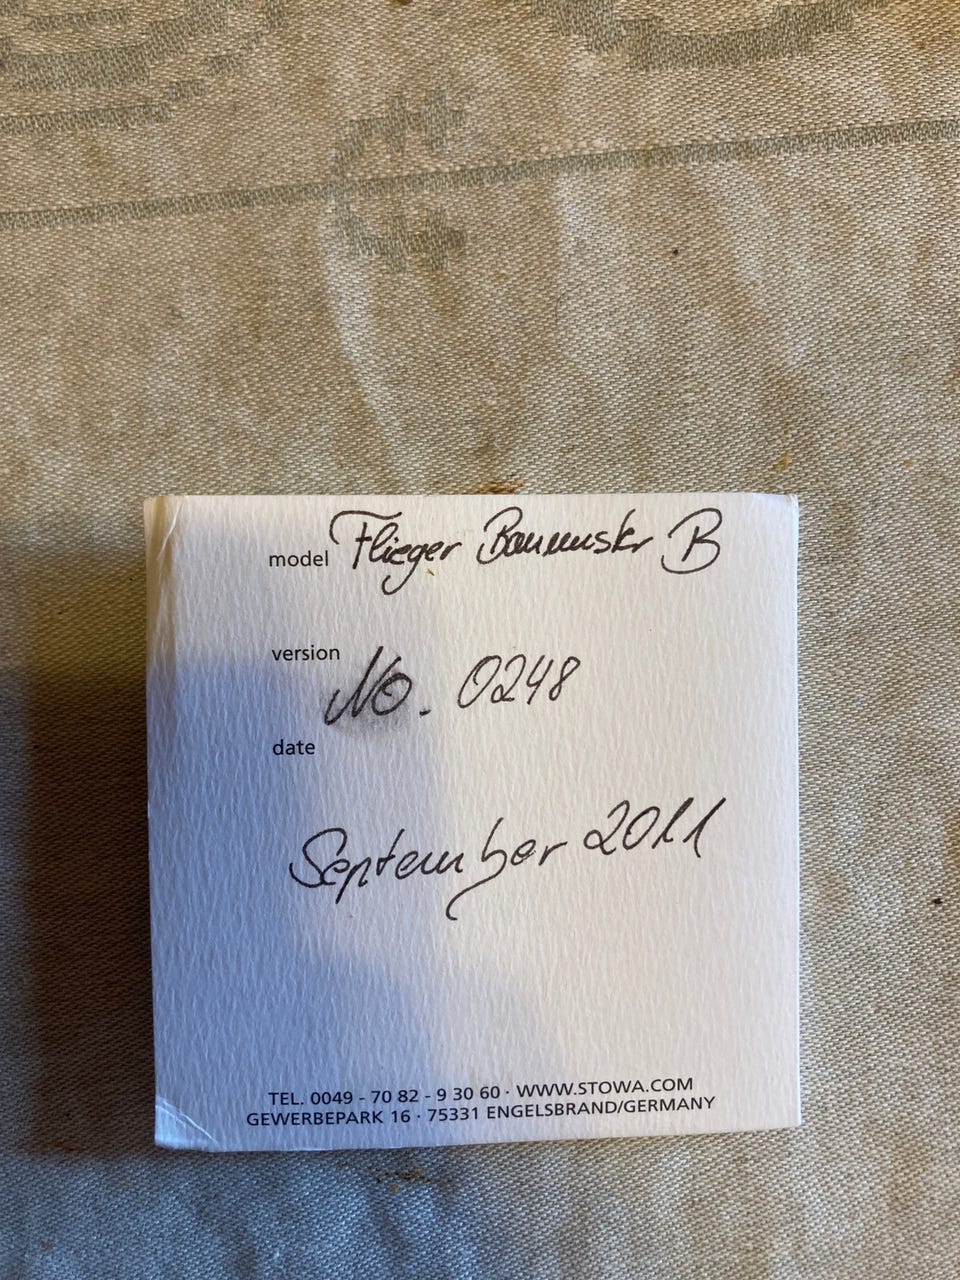 model Flieger Baumuster B
version No. 0248
date
September 2011
TEL. 0049 - 70 82 - 9 30 60 · WWW.STOWA.COM
GEWERBEPARK 16 · 75331 ENGELSBRAND/GERMANY